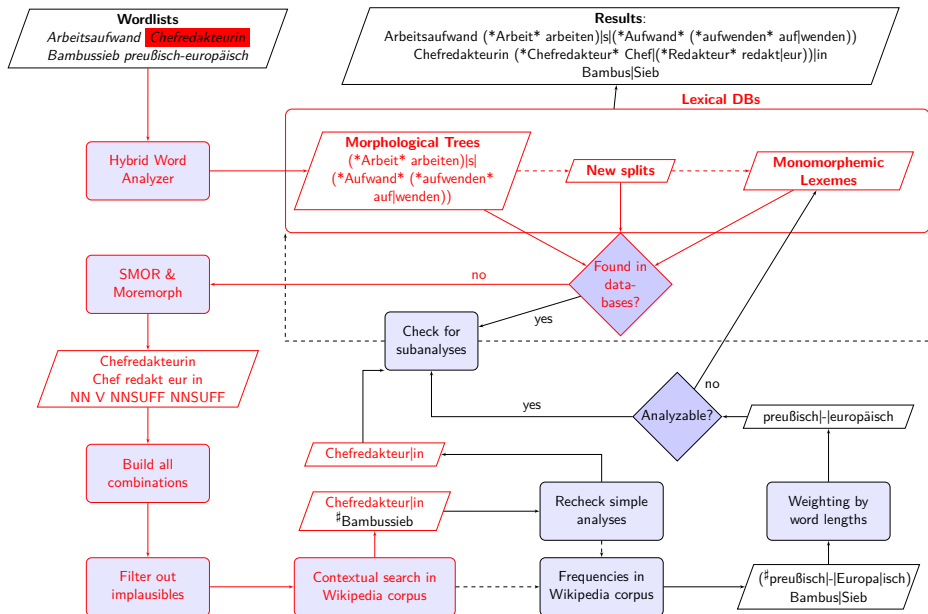 Wordlists
Arbeitsaufwand Chefredakteurin
Bambussieb preußisch-europäisch
Results:
Arbeitsaufwand (*Arbeit* arbeiten)|s|(*Aufwand* (*aufwenden* auf|wenden))
Chefredakteurin (*Chefredakteur* Chef|(*Redakteur* redakt|eur))|in
Bambus|Sieb
Lexical DBs
Hybrid Word
Analyzer
Morphological Trees
(*Arbeit* arbeiten)|s|
(*Aufwand* (*aufwenden*
auf|wenden))
New splits
Monomorphemic
Lexemes
SMOR &
Moremorph
no
Found in
data-
bases?
yes
Check for
subanalyses
Chefredakteurin
Chef redakt eur in
NN V NNSUFF NNSUFF
no
yes
Analyzable?
preußisch|-|europäisch
Build all
combinations
Chefredakteur|in
Chefredakteur|in
♯Bambussieb
Recheck simple
analyses
Weighting by
word lengths
Filter out
implausibles
Contextual search in
Wikipedia corpus
Frequencies in
Wikipedia corpus
(♯preußisch|-|Europa|isch)
Bambus|Sieb